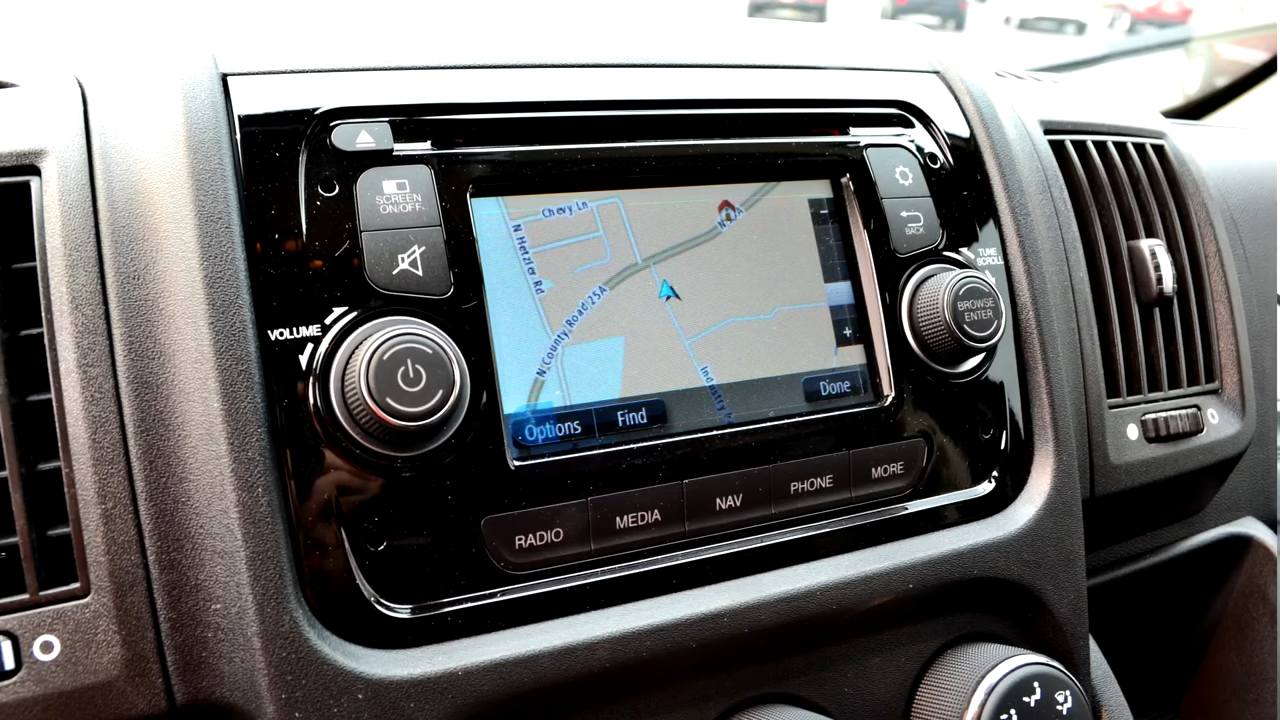 SCREEN
ON/OFF
BACK
TUNE
SCROLL
VOLUME
BROWSE
ENTER
Chevy Ln
N Hetzler Rd
N County Road 25A
Industry
+
Options
Find
Done
RADIO
MEDIA
NAV
PHONE
MORE